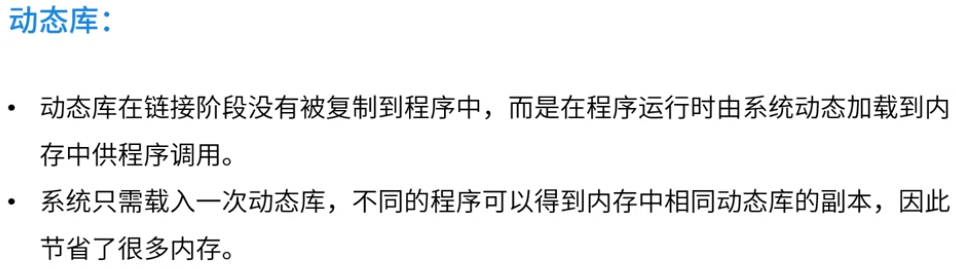 动态库：
• 动态库在链接阶段没有被复制到程序中，而是在程序运行时由系统动态加载到内
存中供程序调用。
• 系统只需载入一次动态库，不同的程序可以得到内存中相同动态库的副本，因此
节省了很多内存。